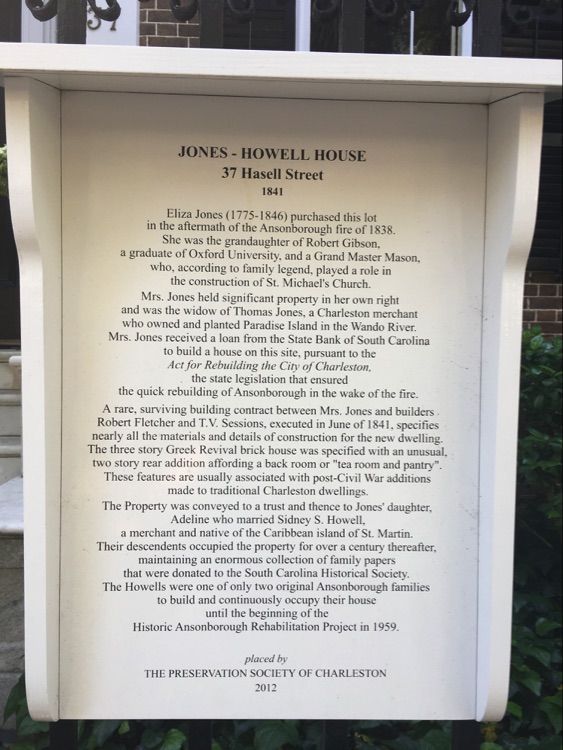 37
JONES - HOWELL HOUSE
37 Hasell Street
1841
Eliza Jones (1775-1846) purchased this lot
in the aftermath of the Ansonborough fire of 1838.
She was the grandaughter of Robert Gibson,
a graduate of Oxford University, and a Grand Master Mason,
who, according to family legend, played a role in
the construction of St. Michael's Church.
Mrs. Jones held significant property in her own right
and was the widow of Thomas Jones, a Charleston merchant
who owned and planted Paradise Island in the Wando River.
Mrs. Jones received a loan from the State Bank of South Carolina
to build a house on this site, pursuant to the
Act for Rebuilding the City of Charleston,
the state legislation that ensured
the quick rebuilding of Ansonborough in the wake of the fire.
A rare, surviving building contract between Mrs. Jones and builders
Robert Fletcher and T.V. Sessions, executed in June of 1841, specifies
nearly all the materials and details of construction for the new dwelling.
The three story Greek Revival brick house was specified with an unusual,
two story rear addition affording a back room or "tea room and pantry".
These features are usually associated with post-Civil War additions
made to traditional Charleston dwellings.
The Property was conveyed to a trust and thence to Jones' daughter,
Adeline who married Sidney S. Howell,
a merchant and native of the Caribbean island of St. Martin.
Their descendents occupied the property for over a century thereafter,
maintaining an enormous collection of family papers
that were donated to the South Carolina Historical Society.
The Howells were one of only two original Ansonborough families
to build and continuously occupy their house
until the beginning of the
Historic Ansonborough Rehabilitation Project in 1959.
placed by
THE PRESERVATION SOCIETY OF CHARLESTON
2012